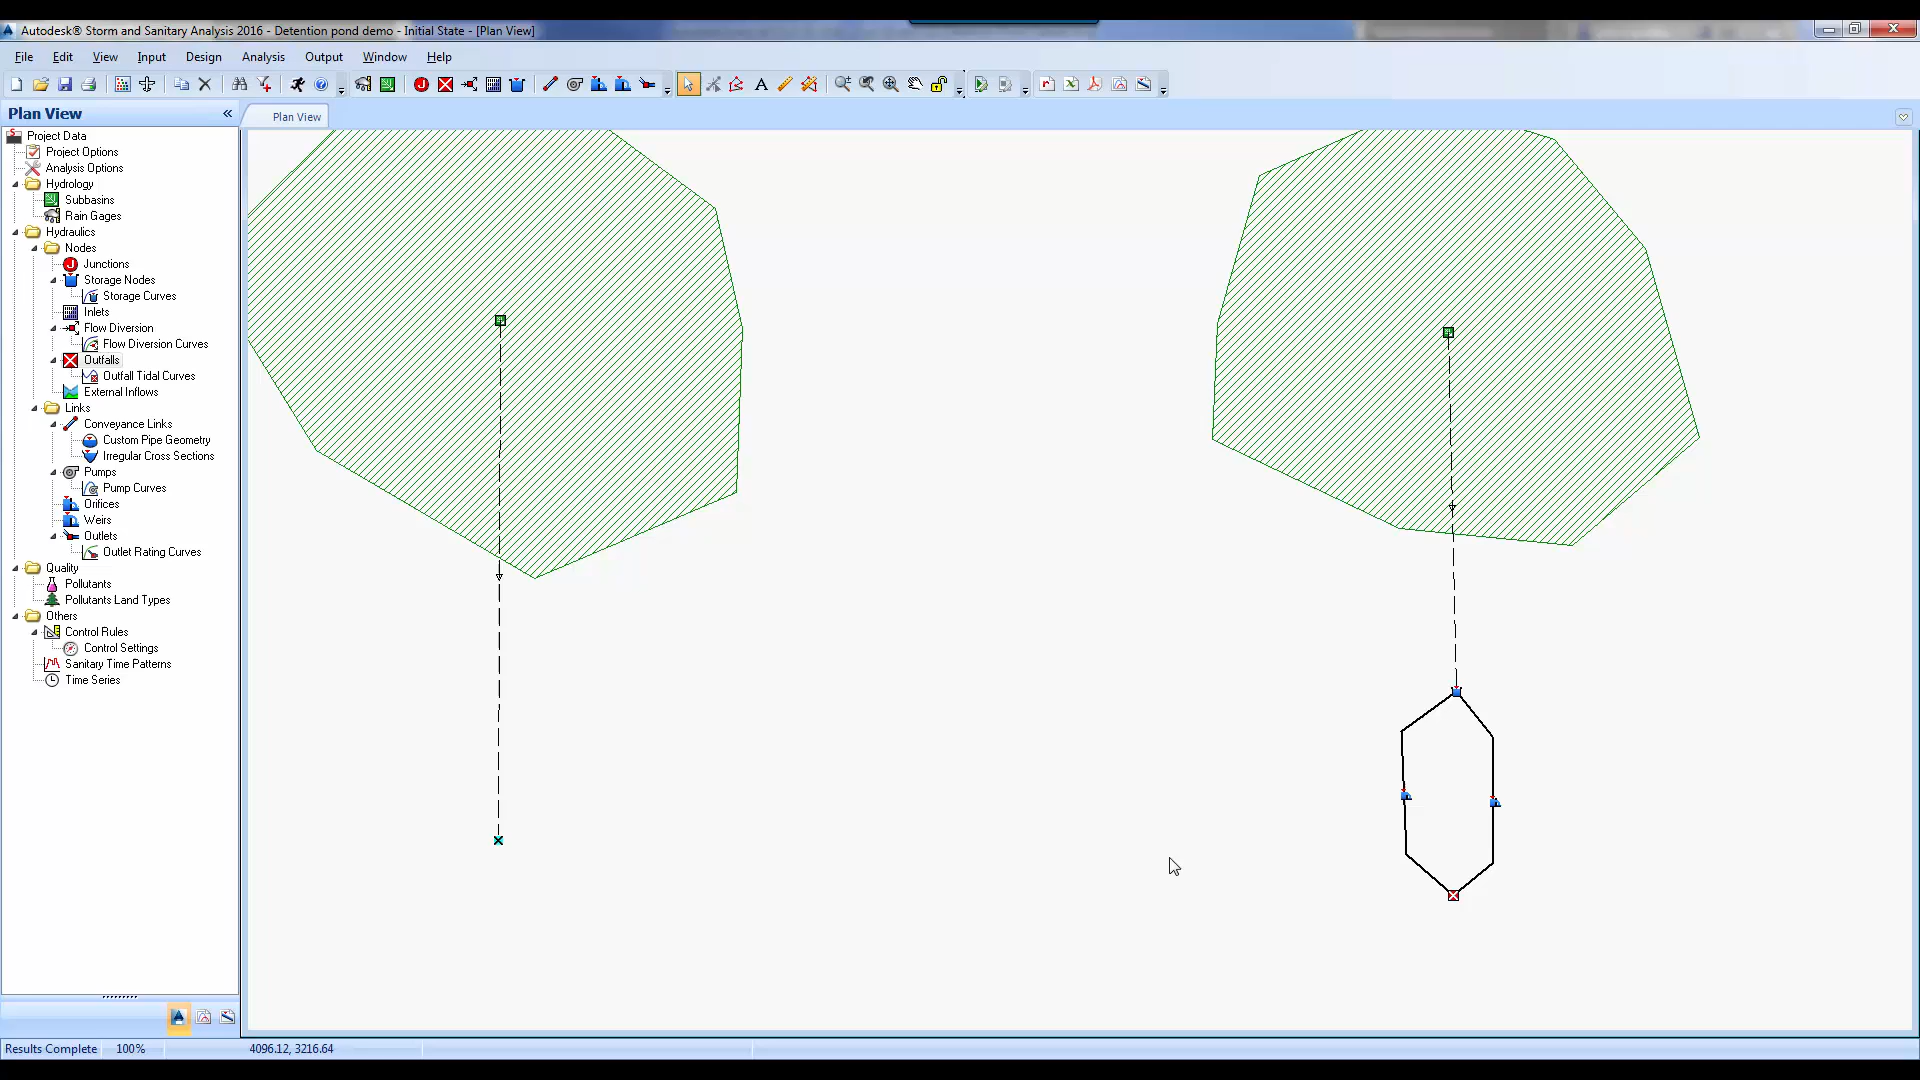 Autodesk® Storm and Sanitary Analysis 2016 - Detention pond demo - Initial State - [Plan View]
File Edit View Input Design Analysis Output Window Help
Plan View «
Plan View
Project Data
Project Options
Analysis Options
Hydrology
Subbasins
Rain Gages
Hydraulics
Nodes
Junctions
Storage Nodes
Storage Curves
Inlets
Flow Diversion
Flow Diversion Curves
Outfalls
Outfall Tidal Curves
External Inflows
Links
Conveyance Links
Custom Pipe Geometry
Irregular Cross Sections
Pumps
Pump Curves
Orifices
Weirs
Outlets
Outlet Rating Curves
Quality
Pollutants
Pollutants Land Types
Others
Control Rules
Control Settings
Sanitary Time Patterns
Time Series
Results Complete 100% 4096.12, 3216.64